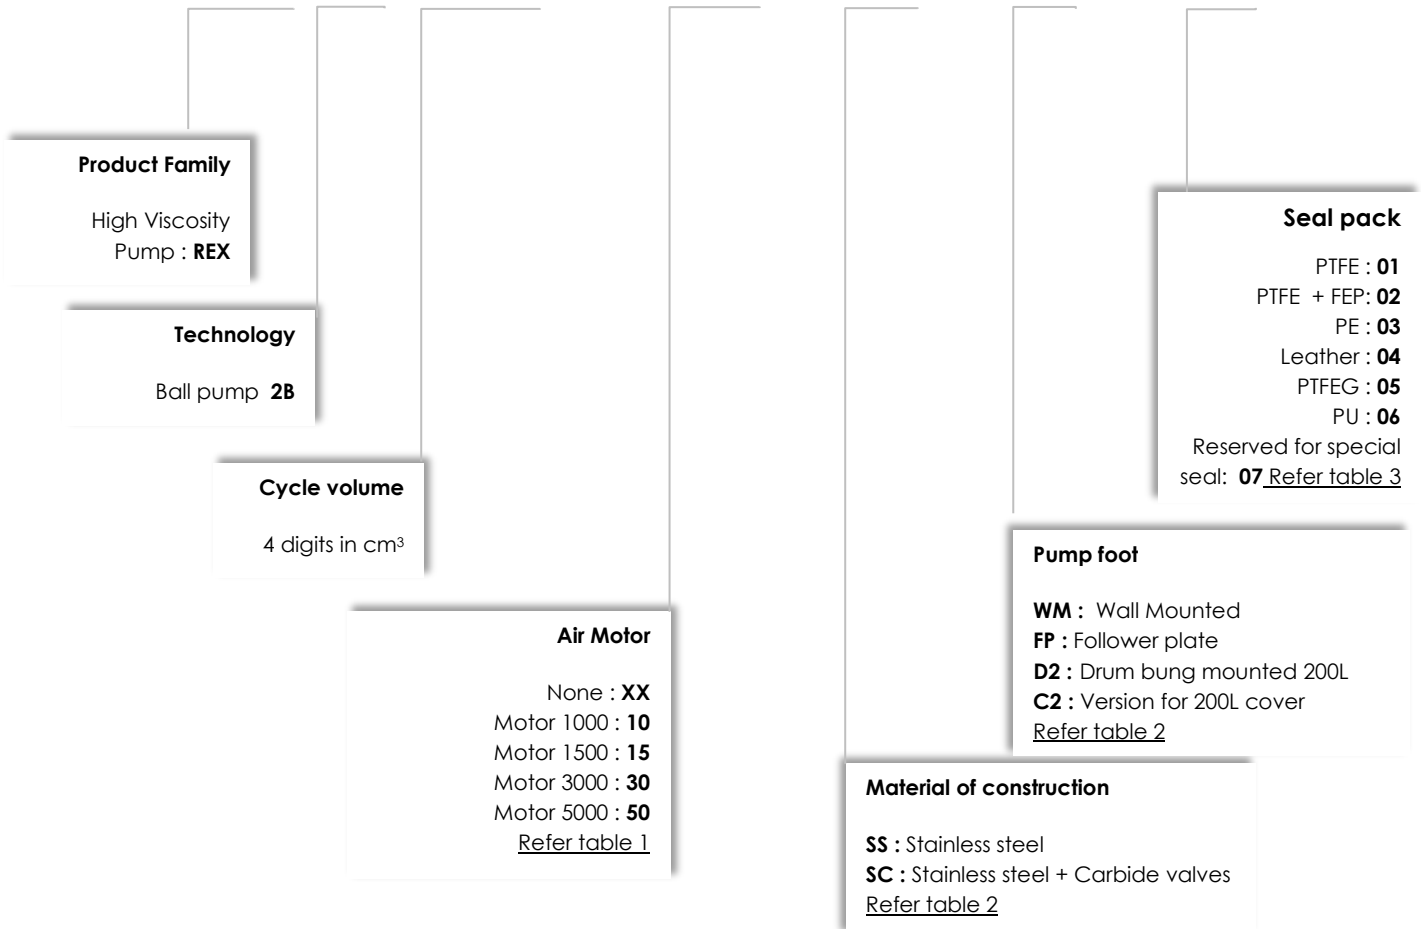 Product Family
High Viscosity
Pump : REX
Technology
Ball pump 2B
Cycle volume
4 digits in cm³
Air Motor
None : XX
Motor 1000 : 10
Motor 1500 : 15
Motor 3000 : 30
Motor 5000 : 50
Refer table 1
Material of construction
SS : Stainless steel
SC : Stainless steel + Carbide valves
Refer table 2
Pump foot
WM : Wall Mounted
FP : Follower plate
D2 : Drum bung mounted 200L
C2 : Version for 200L cover
Refer table 2
Seal pack
PTFE : 01
PTFE + FEP: 02
PE : 03
Leather : 04
PTFEG : 05
PU : 06
Reserved for special
seal: 07 Refer table 3